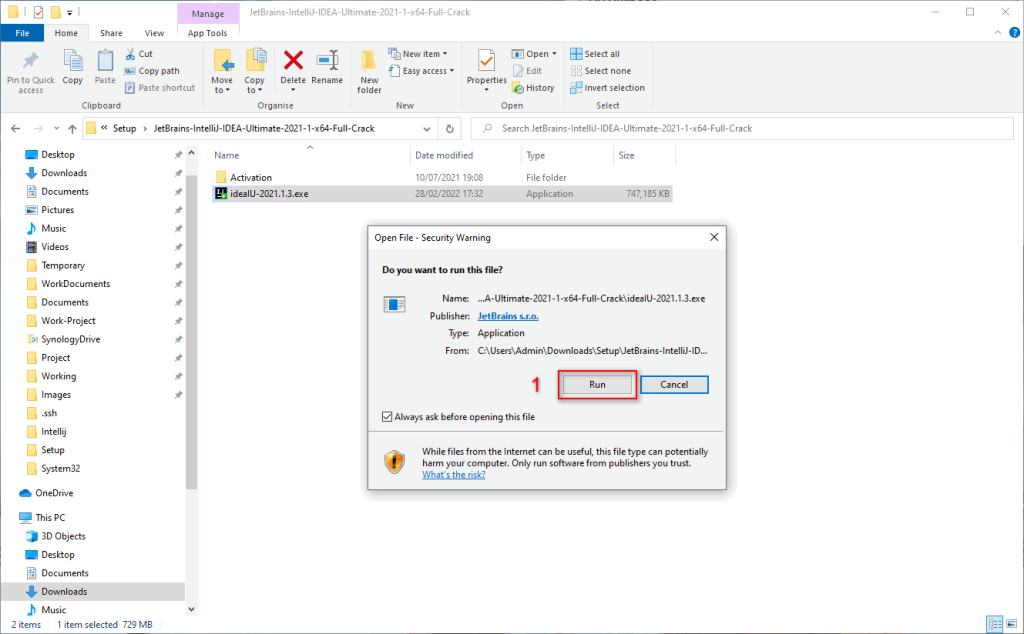 Manage
JetBrains-IntelliJ-IDEA-Ultimate-2021-1-x64-Full-Crack
File
Home
Share
View
App Tools
Pin to Quick access
Copy
Paste
Cut
Copy path
Paste shortcut
Clipboard
Move to
Copy to
Delete
Rename
Organise
New folder
New item
Easy access
New
Properties
Open
Edit
History
Open
Select all
Select none
Invert selection
Select
« Setup › JetBrains-IntelliJ-IDEA-Ultimate-2021-1-x64-Full-Crack
Search JetBrains-IntelliJ-IDEA-Ultimate-2021-1-x64-Full-Crack
Name Date modified Type Size
Activation 10/07/2021 19:08 File folder
ideaIU-2021.1.3.exe 28/02/2022 17:32 Application 747,185 KB
Desktop
Downloads
Documents
Pictures
Music
Videos
Temporary
WorkDocuments
Documents
Work-Project
SynologyDrive
Project
Working
Images
.ssh
Intellij
Setup
System32
OneDrive
This PC
3D Objects
Desktop
Documents
Downloads
Music
Open File - Security Warning
Do you want to run this file?
Name: ...A-Ultimate-2021-1-x64-Full-Crack\ideaIU-2021.1.3.exe
Publisher: JetBrains s.r.o.
Type: Application
From: C:\Users\Admin\Downloads\Setup\JetBrains-IntelliJ-ID...
1
Run
Cancel
Always ask before opening this file
While files from the Internet can be useful, this file type can potentially
harm your computer. Only run software from publishers you trust.
What's the risk?
2 items 1 item selected 729 MB